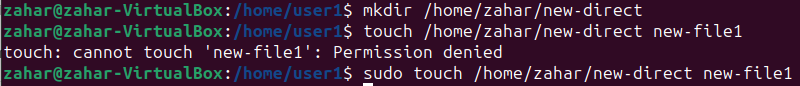 zahar@zahar-VirtualBox:/home/user1$ mkdir /home/zahar/new-direct
zahar@zahar-VirtualBox:/home/user1$ touch /home/zahar/new-direct new-file1
touch: cannot touch 'new-file1': Permission denied
zahar@zahar-VirtualBox:/home/user1$ sudo touch /home/zahar/new-direct new-file1